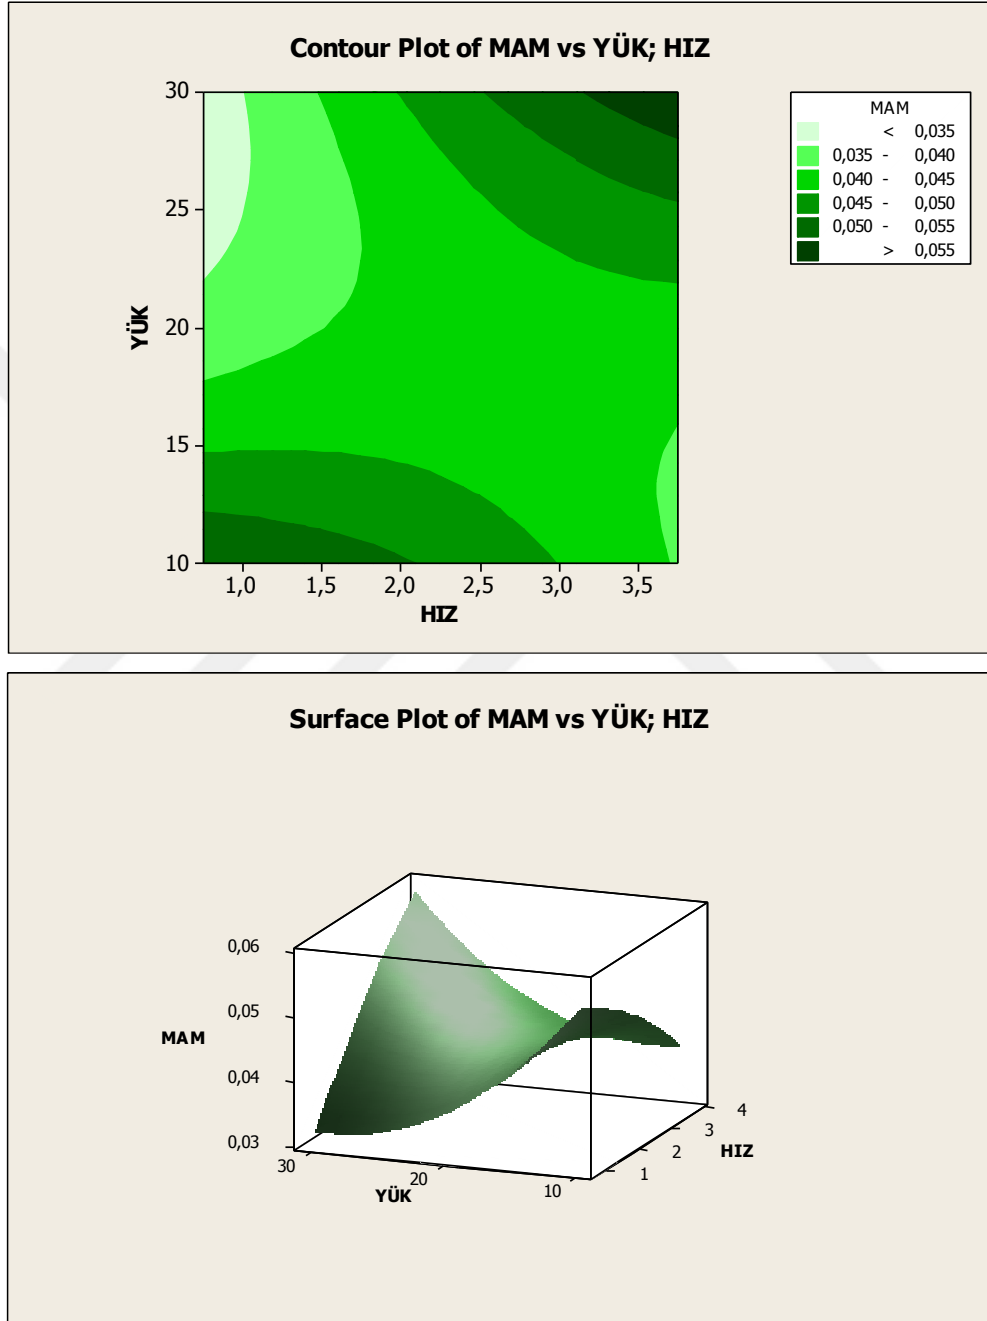 Contour Plot of MAM vs YÜK; HIZ
30
25
20
15
10
YÜK
1,0 1,5 2,0 2,5 3,0 3,5
HIZ
MAM
< 0,035
0,035 - 0,040
0,040 - 0,045
0,045 - 0,050
0,050 - 0,055
> 0,055
Surface Plot of MAM vs YÜK; HIZ
0,06
0,05
0,04
0,03
MAM
30
20
10
YÜK
1
2
3
4
HIZ